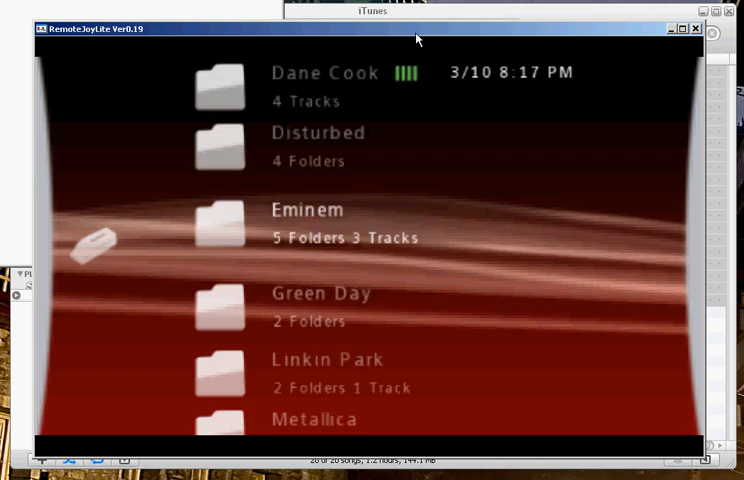 iTunes
RemoteJoyLite Ver0.19
Dane Cook
3/10 8:17 PM
4 Tracks
Disturbed
4 Folders
Eminem
5 Folders 3 Tracks
Green Day
2 Folders
Linkin Park
2 Folders 1 Track
Metallica
20 of 20 songs, 1.2 hours, 144.1 MB